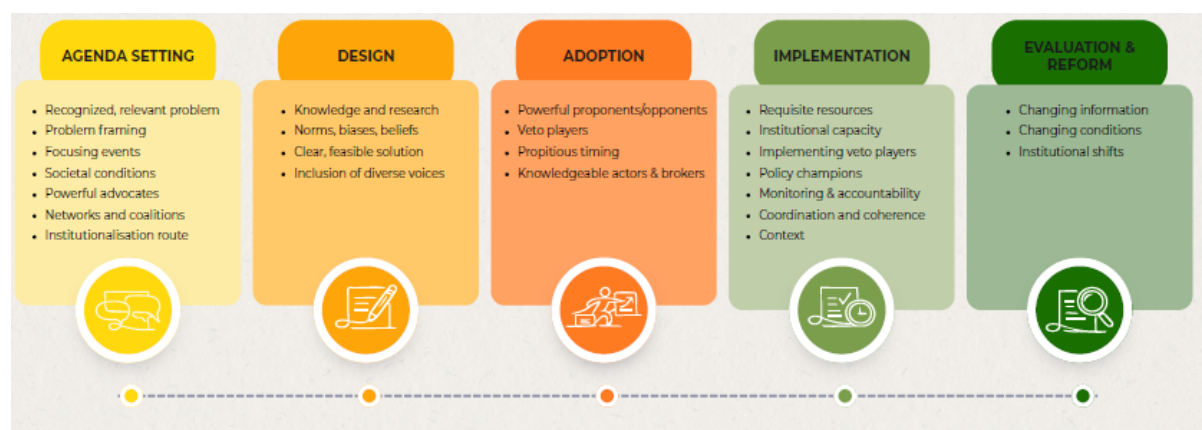 AGENDA SETTING
• Recognized, relevant problem
• Problem framing
• Focusing events
• Societal conditions
• Powerful advocates
• Networks and coalitions
• Institutionalisation route
DESIGN
• Knowledge and research
• Norms, biases, beliefs
• Clear, feasible solution
• Inclusion of diverse voices
ADOPTION
• Powerful proponents/opponents
• Veto players
• Propitious timing
• Knowledgeable actors & brokers
IMPLEMENTATION
• Requisite resources
• Institutional capacity
• Implementing veto players
• Policy champions
• Monitoring & accountability
• Coordination and coherence
• Context
EVALUATION &
REFORM
• Changing information
• Changing conditions
• Institutional shifts